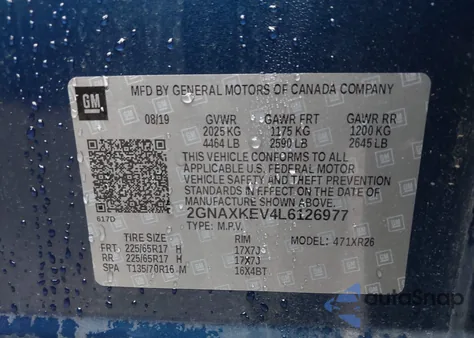 GM
MFD BY GENERAL MOTORS OF CANADA COMPANY
08/19 GVWR GAWR FRT GAWR RR
2025 KG 1175 KG 1200 KG
4464 LB 2590 LB 2645 LB
THIS VEHICLE CONFORMS TO ALL
APPLICABLE U.S. FEDERAL MOTOR
VEHICLE SAFETY AND THEFT
PREVENTION STANDARDS IN EFFECT
ON THE DATE OF MANUFACTURE
SHOWN ABOVE.
617D 2GNAXKEV4L6126977
TYPE: M.P.V.
TIRE SIZE RIM MODEL: 471XR26
FRT 225/65R17 H 17X7J
RR 225/65R17 H 17X7J
SPA T135/70R16 M 16X4BT
autoSnap